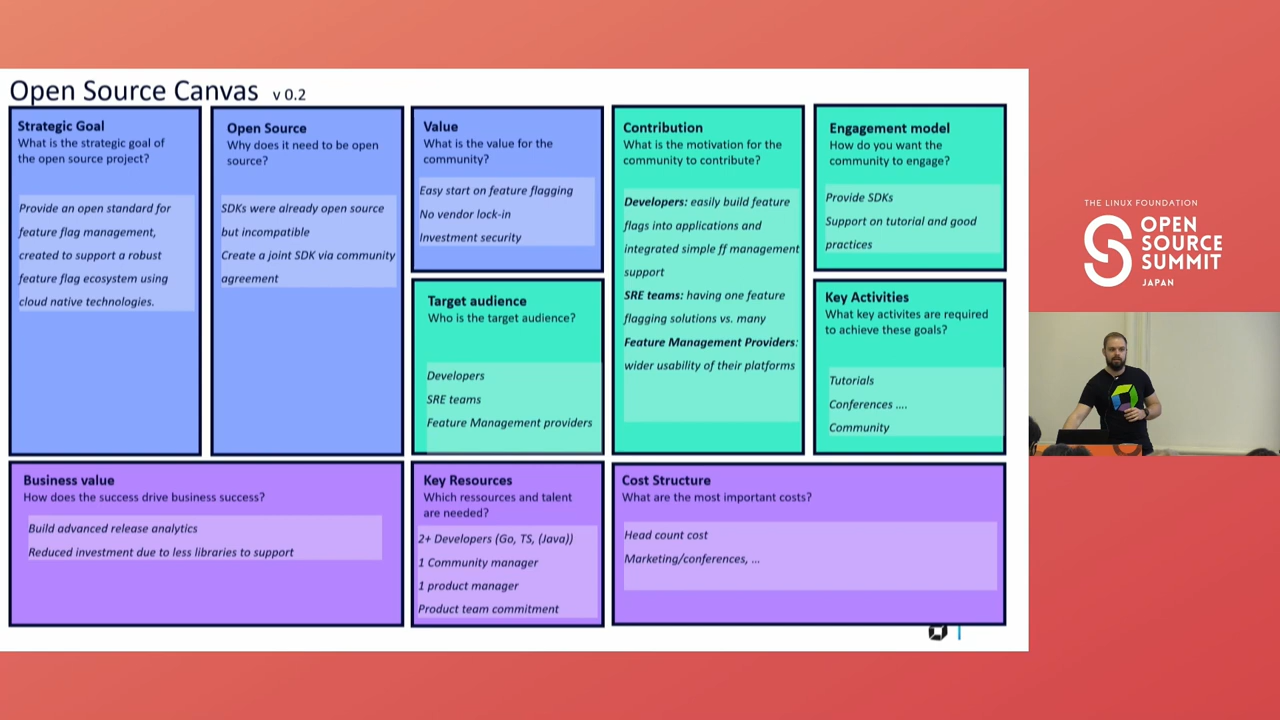 Open Source Canvas v 0.2
Strategic Goal
What is the strategic goal of
the open source project?
Provide an open standard for
feature flag management,
created to support a robust
feature flag ecosystem using
cloud native technologies.
Open Source
Why does it need to be open
source?
SDKs were already open source
but incompatible
Create a joint SDK via community
agreement
Value
What is the value for the
community?
Easy start on feature flagging
No vendor lock-in
Investment security
Target audience
Who is the target audience?
Developers
SRE teams
Feature Management providers
Contribution
What is the motivation for the
community to contribute?
Developers: easily build feature
flags into applications and
integrated simple ff management
support
SRE teams: having one feature
flagging solutions vs. many
Feature Management Providers:
wider usability of their platforms
Engagement model
How do you want the
community to engage?
Provide SDKs
Support on tutorial and good
practices
Key Activities
What key activites are required
to achieve these goals?
Tutorials
Conferences ....
Community
Business value
How does the success drive business success?
Build advanced release analytics
Reduced investment due to less libraries to support
Key Resources
Which ressources and talent
are needed?
2+ Developers (Go, TS, (Java))
1 Community manager
1 product manager
Product team commitment
Cost Structure
What are the most important costs?
Head count cost
Marketing/conferences, ...
THE LINUX FOUNDATION
OPEN
SOURCE
SUMMIT
JAPAN